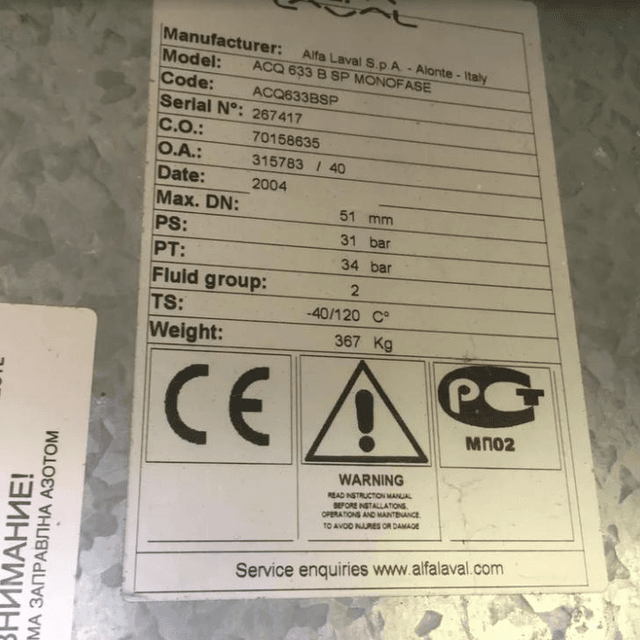 LAVAL
Manufacturer: Alfa Laval S.p.A. - Alonte - Italy
Model: ACQ 633 B SP MONOFASE
Code: ACQ633BSP
Serial N°: 267417
C.O.: 70158635
O.A.: 315783 / 40
Date: 2004
Max. DN: 51 mm
PS: 31 bar
PT: 34 bar
Fluid group: 2
TS: -40/120 C°
Weight: 367 Kg
CE
РСТ
МП02
WARNING
READ INSTRUCTION MANUAL
BEFORE INSTALLATIONS,
OPERATIONS AND MAINTENANCE
TO AVOID INJURIES OR DAMAGE
Service enquiries www.alfalaval.com
ВНИМАНИЕ!
МА ЗАПРАВЛНА АЗОТОМ